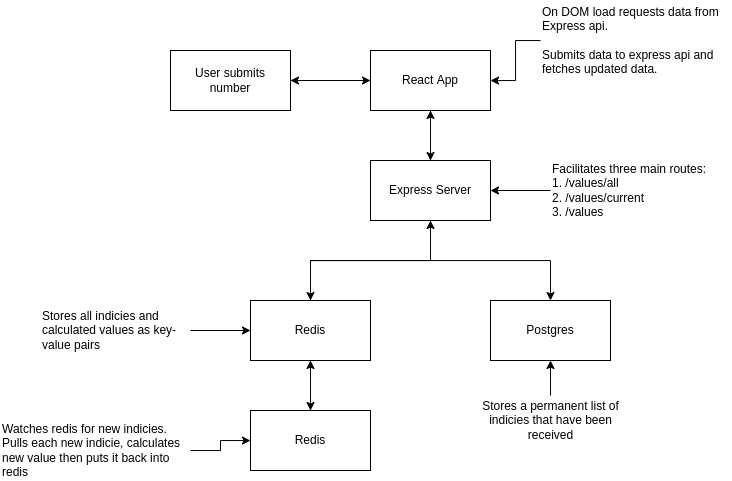 On DOM load requests data from
Express api.
Submits data to express api and
fetches updated data.
User submits
number
React App
Facilitates three main routes:
1. /values/all
2. /values/current
3. /values
Express Server
Stores all indicies and
calculated values as key-
value pairs
Redis
Postgres
Stores a permanent list of
indicies that have been
received
Watches redis for new indicies.
Pulls each new indicie, calculates
new value then puts it back into
redis
Redis